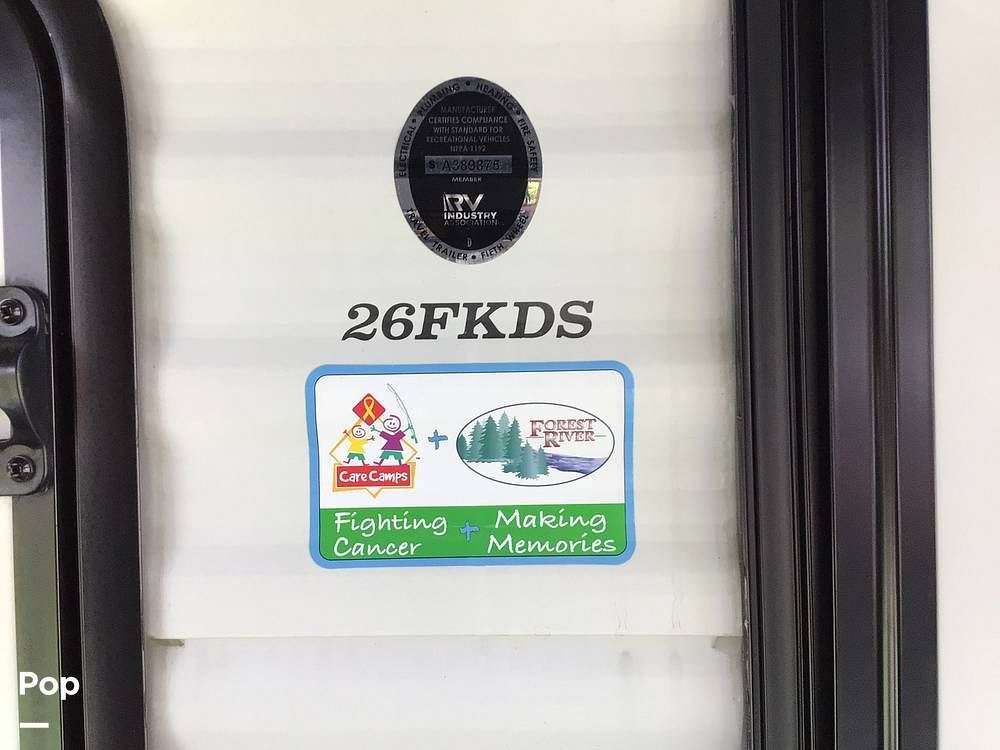 ELECTRICAL • PLUMBING • HEATING • FIRE SAFETY
MANUFACTURER
CERTIFIES COMPLIANCE
WITH STANDARD FOR
RECREATIONAL VEHICLES
NFPA 1192
$ A389875
MEMBER
RV
INDUSTRY
ASSOCIATION
D
TRAVEL TRAILER • FIFTH WHEEL
26FKDS
Care Camps
+
FOREST
RIVER
Fighting + Making
Cancer Memories
Pop